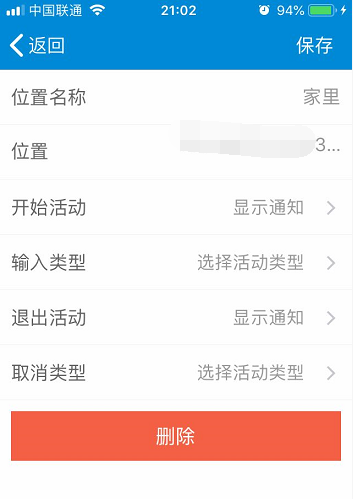 中国联通 21:02 94%
返回 保存
位置名称 家里
位置 3...
开始活动 显示通知
输入类型 选择活动类型
退出活动 显示通知
取消类型 选择活动类型
删除